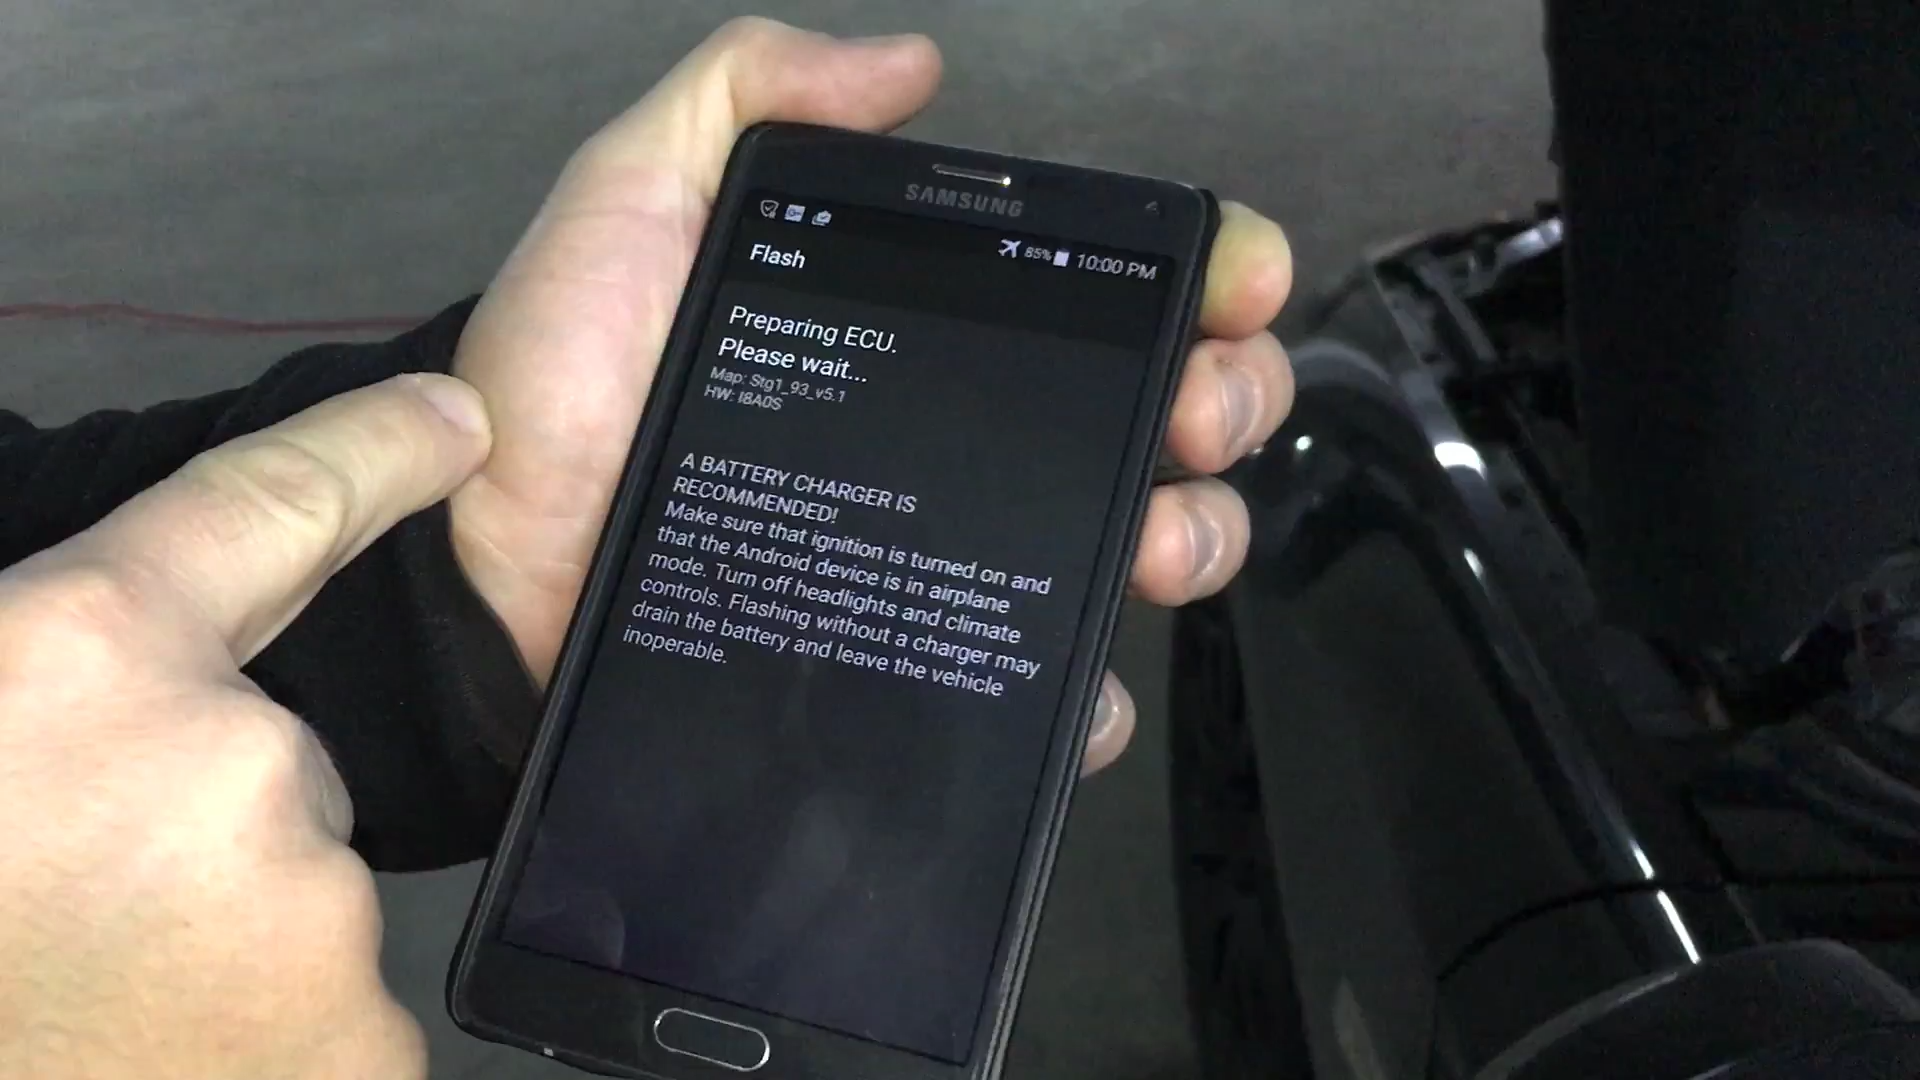 SAMSUNG
85% 10:00 PM
Flash
Preparing ECU.
Please wait...
Map: Stg1_93_v5.1
HW: I8A0S
A BATTERY CHARGER IS
RECOMMENDED!
Make sure that ignition is turned on and
that the Android device is in airplane
mode. Turn off headlights and climate
controls. Flashing without a charger may
drain the battery and leave the vehicle
inoperable.